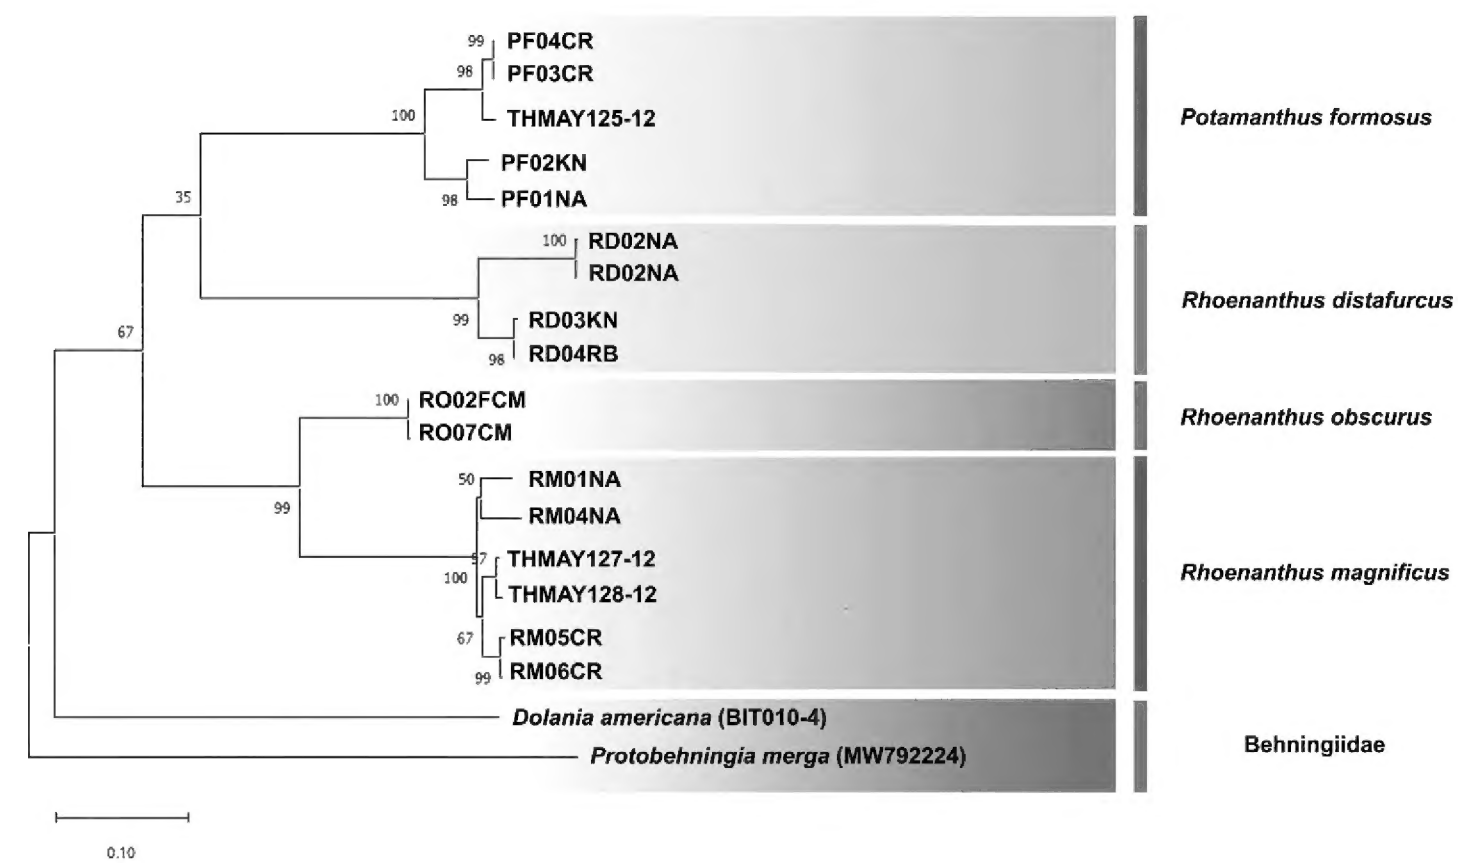 99
PF04CR
98
PF03CR
100
THMAY125-12
Potamanthus formosus
PF02KN
35
98
PF01NA
100
RD02NA
RD02NA
Rhoenanthus distafurcus
99
RD03KN
67
98
RD04RB
100
RO02FCM
RO07CM
Rhoenanthus obscurus
50
RM01NA
99
RM04NA
THMAY127-12
100
Rhoenanthus magnificus
THMAY128-12
67
RM05CR
99
RM06CR
Dolania americana (BIT010-4)
Behningiidae
Protobehningia merga (MW792224)
0.10